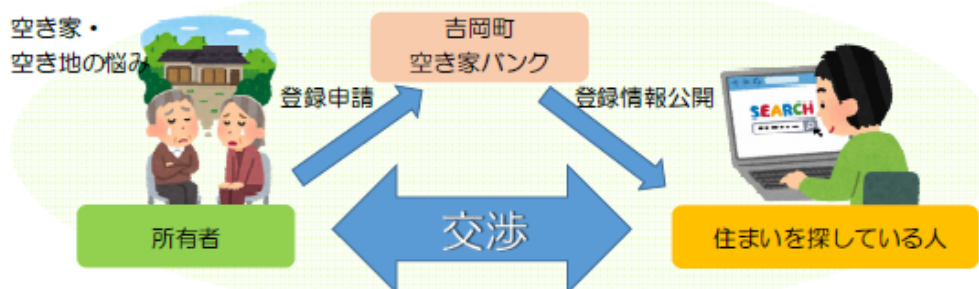 空き家・
空き地の悩み
吉岡町
空き家バンク
登録申請
登録情報公開
SEARCH
所有者
交渉
住まいを探している人